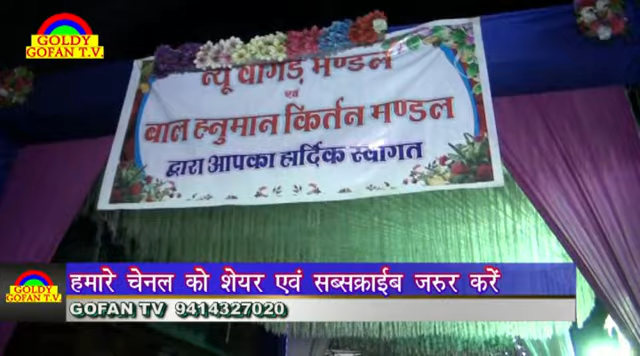 GOLDY
GOFAN T.V.
न्यू वागड़ मण्डल
एवं
बाल हनुमान किर्तन मण्डल
द्वारा आपका हार्दिक स्वागत
हमारे चेनल को शेयर एवं सब्सक्राईब जरुर करें
GOLDY
GOFAN T.V.
GOFAN TV 9414327020